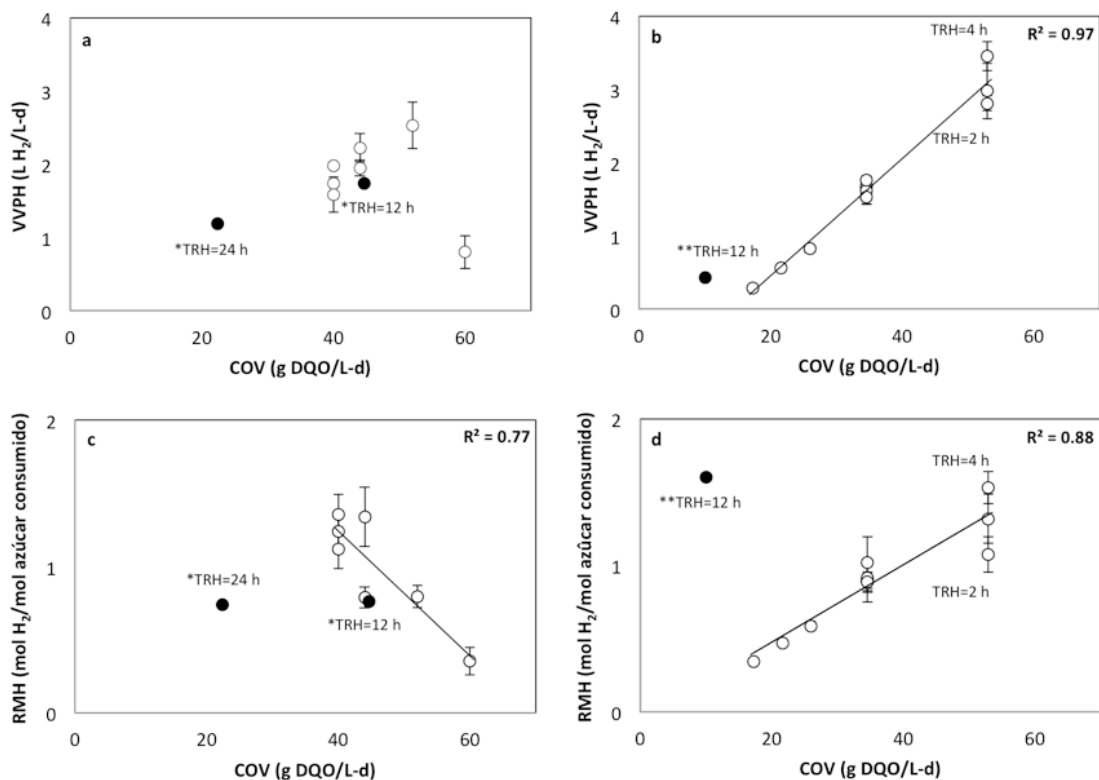 a
VVPH (L H₂/L-d)
4
3
2
1
0
*TRH=24 h
*TRH=12 h
0
20
40
60
COV (g DQO/L-d)
b
R² = 0.97
VVPH (L H₂/L-d)
4
3
2
1
0
TRH=4 h
TRH=2 h
**TRH=12 h
0
20
40
60
COV (g DQO/L-d)
c
R² = 0.77
RMH (mol H₂/mol azúcar consumido)
2
1
0
*TRH=24 h
*TRH=12 h
0
20
40
60
COV (g DQO/L-d)
d
R² = 0.88
RMH (mol H₂/mol azúcar consumido)
2
1
0
TRH=4 h
**TRH=12 h
TRH=2 h
0
20
40
60
COV (g DQO/L-d)